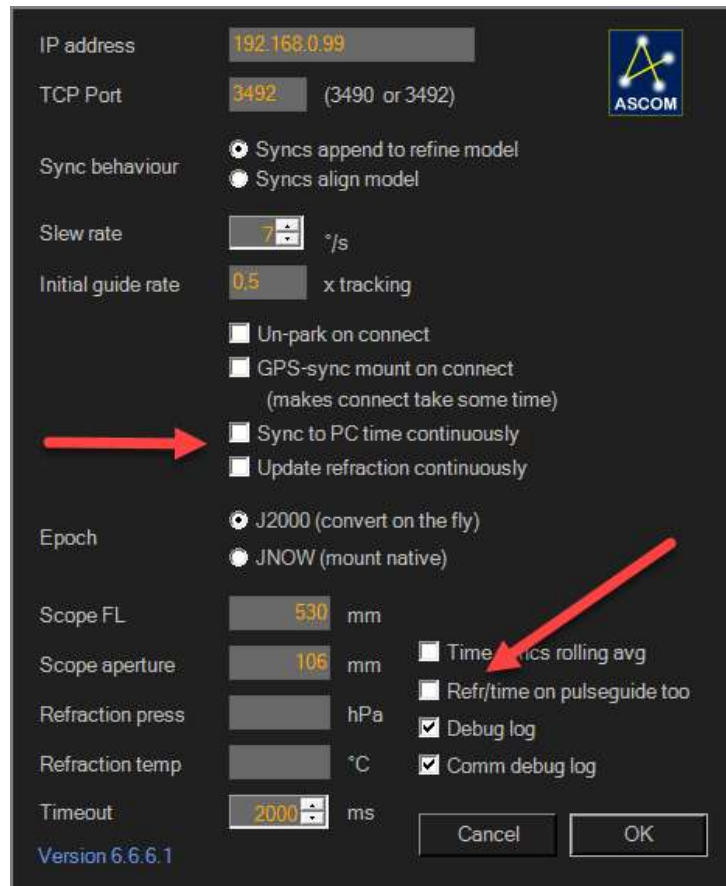 IP address 192.168.0.99
TCP Port 3492 (3490 or 3492)
ASCOM
Sync behaviour
Syncs append to refine model
Syncs align model
Slew rate 7 °/s
Initial guide rate 0,5 x tracking
Un-park on connect
GPS-sync mount on connect
(makes connect take some time)
Sync to PC time continuously
Update refraction continuously
Epoch
J2000 (convert on the fly)
JNOW (mount native)
Scope FL 530 mm
Scope aperture 106 mm
Time rolling avg
Refraction press hPa
Refr/time on pulseguide too
Debug log
Refraction temp °C
Comm debug log
Timeout 2000 ms
Cancel OK
Version 6.6.6.1